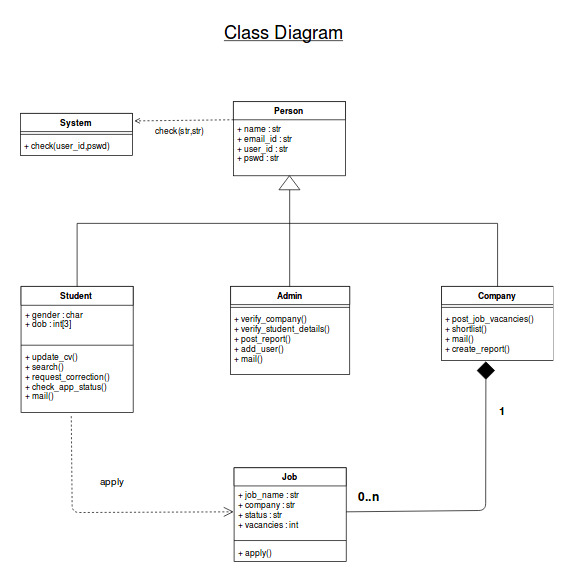 Class Diagram
Person
+ name : str
+ email_id : str
+ user_id : str
+ pswd : str
System
+ check(user_id,pswd)
check(str,str)
Student
+ gender : char
+ dob : int[3]
+ update_cv()
+ search()
+ request_correction()
+ check_app_status()
+ mail()
Admin
+ verify_company()
+ verify_student_details()
+ post_report()
+ add_user()
+ mail()
Company
+ post_job_vacancies()
+ shortlist()
+ mail()
+ create_report()
1
apply
Job
+ job_name : str
+ company : str
+ status : str
+ vacancies : int
+ apply()
0..n